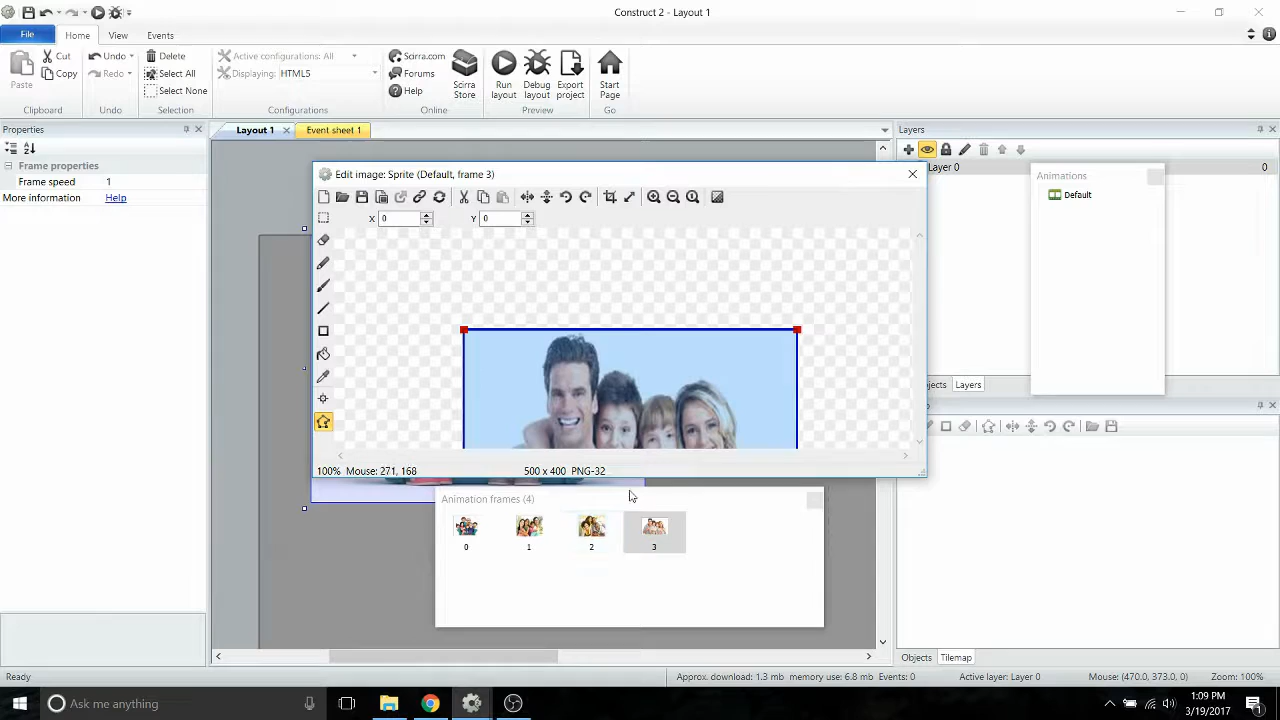 Construct 2 - Layout 1
File
Home
View
Events
Paste
Cut
Copy
Clipboard
Undo
Redo
Undo
Delete
Select All
Select None
Selection
Active configurations: All
Displaying: HTML5
Configurations
Scirra.com
Forums
Help
Scirra Store
Online
Run layout
Debug layout
Export project
Preview
Start Page
Go
Properties
Frame properties
Frame speed 1
More information Help
Layout 1
Event sheet 1
Edit image: Sprite (Default, frame 3)
X 0
Y 0
100% Mouse: 271, 168
500 x 400 PNG-32
Animation frames (4)
0
1
2
3
Layers
Layer 0
0
Animations
Default
Layers
Objects
Tilemap
Ready
Approx. download: 1.3 mb
memory use: 6.8 mb
Events: 0
Active layer: Layer 0
Mouse: (470.0, 373.0, 0)
Zoom: 100%
Ask me anything
1:09 PM
3/19/2017
1